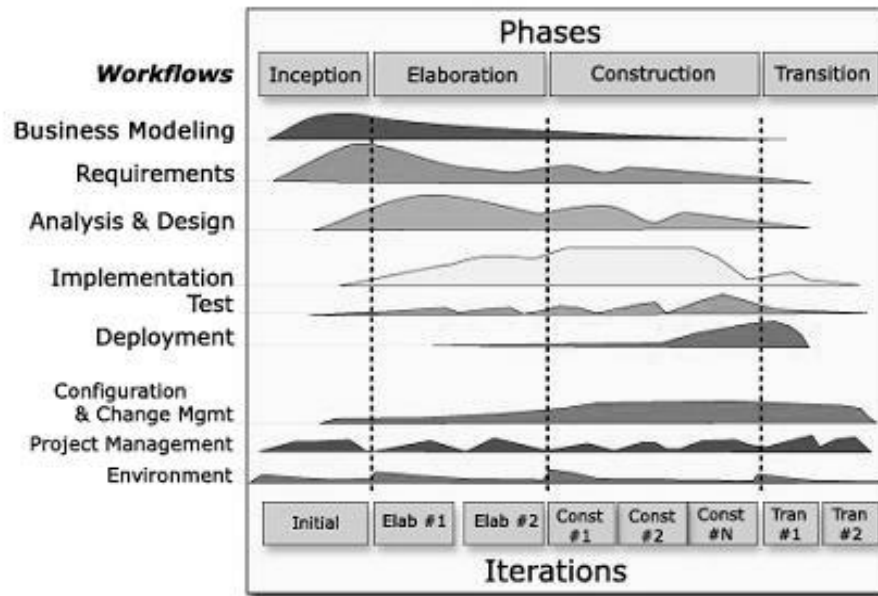 Phases
Workflows
Inception
Elaboration
Construction
Transition
Business Modeling
Requirements
Analysis & Design
Implementation
Test
Deployment
Configuration
& Change Mgmt
Project Management
Environment
Initial
Elab #1
Elab #2
Const
#1
Const
#2
Const
#N
Tran
#1
Tran
#2
Iterations